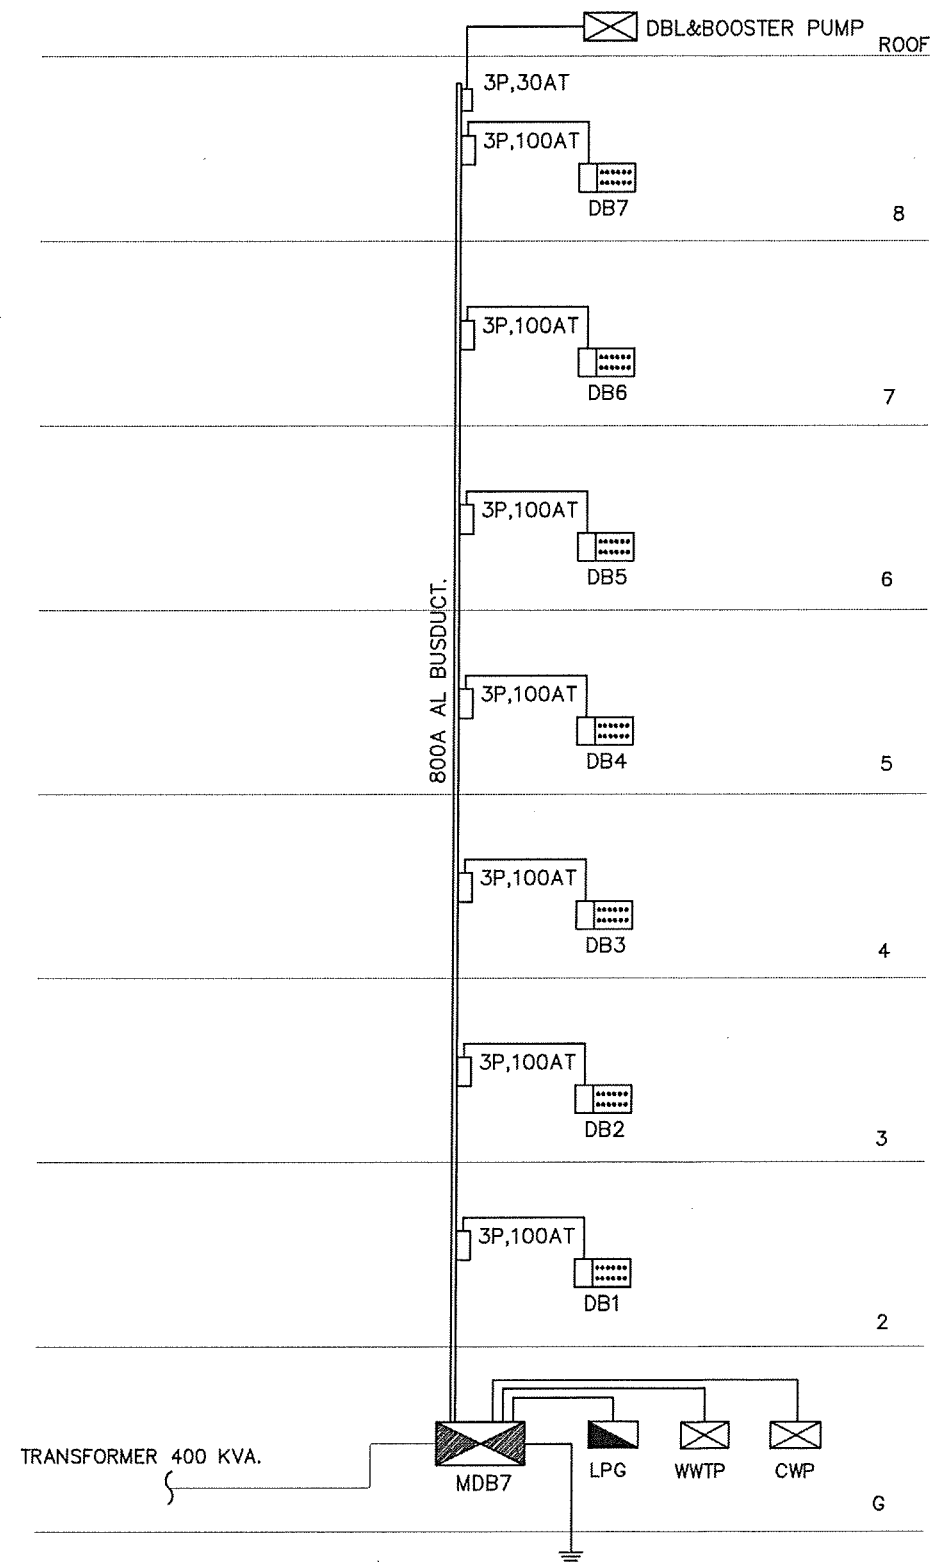 DBL&BOOSTER PUMP
ROOF
3P,30AT
3P,100AT
DB7
8
3P,100AT
DB6
7
3P,100AT
DB5
6
800A AL BUSDUCT.
3P,100AT
DB4
5
3P,100AT
DB3
4
3P,100AT
DB2
3
3P,100AT
DB1
2
TRANSFORMER 400 KVA.
MDB7
LPG
WWTP
CWP
G